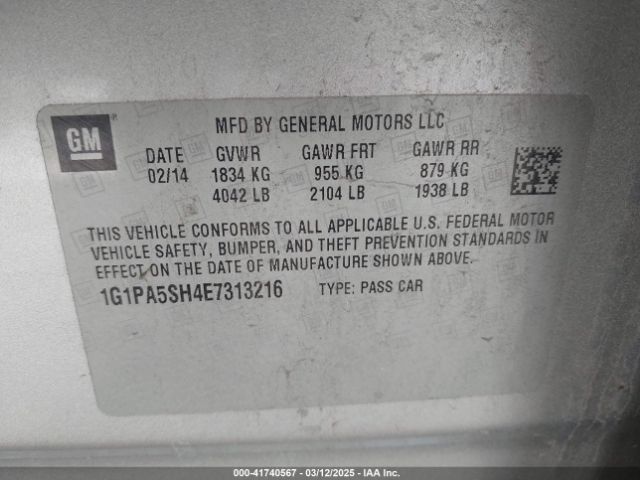 GM
MFD BY GENERAL MOTORS LLC
DATE GVWR GAWR FRT GAWR RR
02/14 1834 KG 955 KG 879 KG
4042 LB 2104 LB 1938 LB
THIS VEHICLE CONFORMS TO ALL APPLICABLE U.S. FEDERAL MOTOR
VEHICLE SAFETY, BUMPER, AND THEFT PREVENTION STANDARDS IN
EFFECT ON THE DATE OF MANUFACTURE SHOWN ABOVE.
1G1PA5SH4E7313216 TYPE: PASS CAR
000-41740567 - 03/12/2025 - IAA Inc.